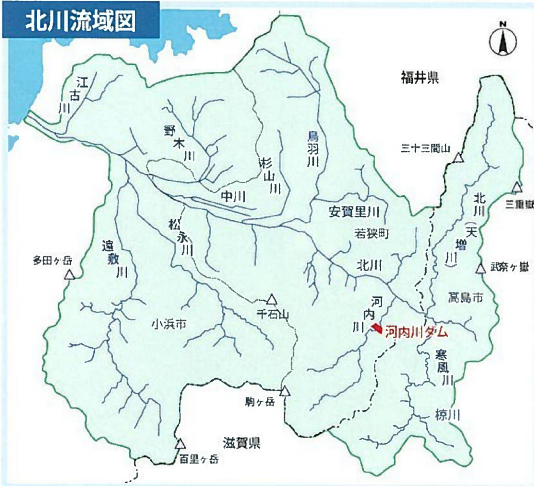 北川流域図
N
福井県
江古川
野木川
鳥羽川
杉山川
三十三間山
中川
安賀里川
北川(天増川)
三重嶽
松永川
若狭町
遠敷川
北川
多田ヶ岳
武奈ヶ嶽
高島市
河内川
千石山
小浜市
河内川ダム
寒風川
駒ヶ岳
椋川
滋賀県
百里ヶ岳